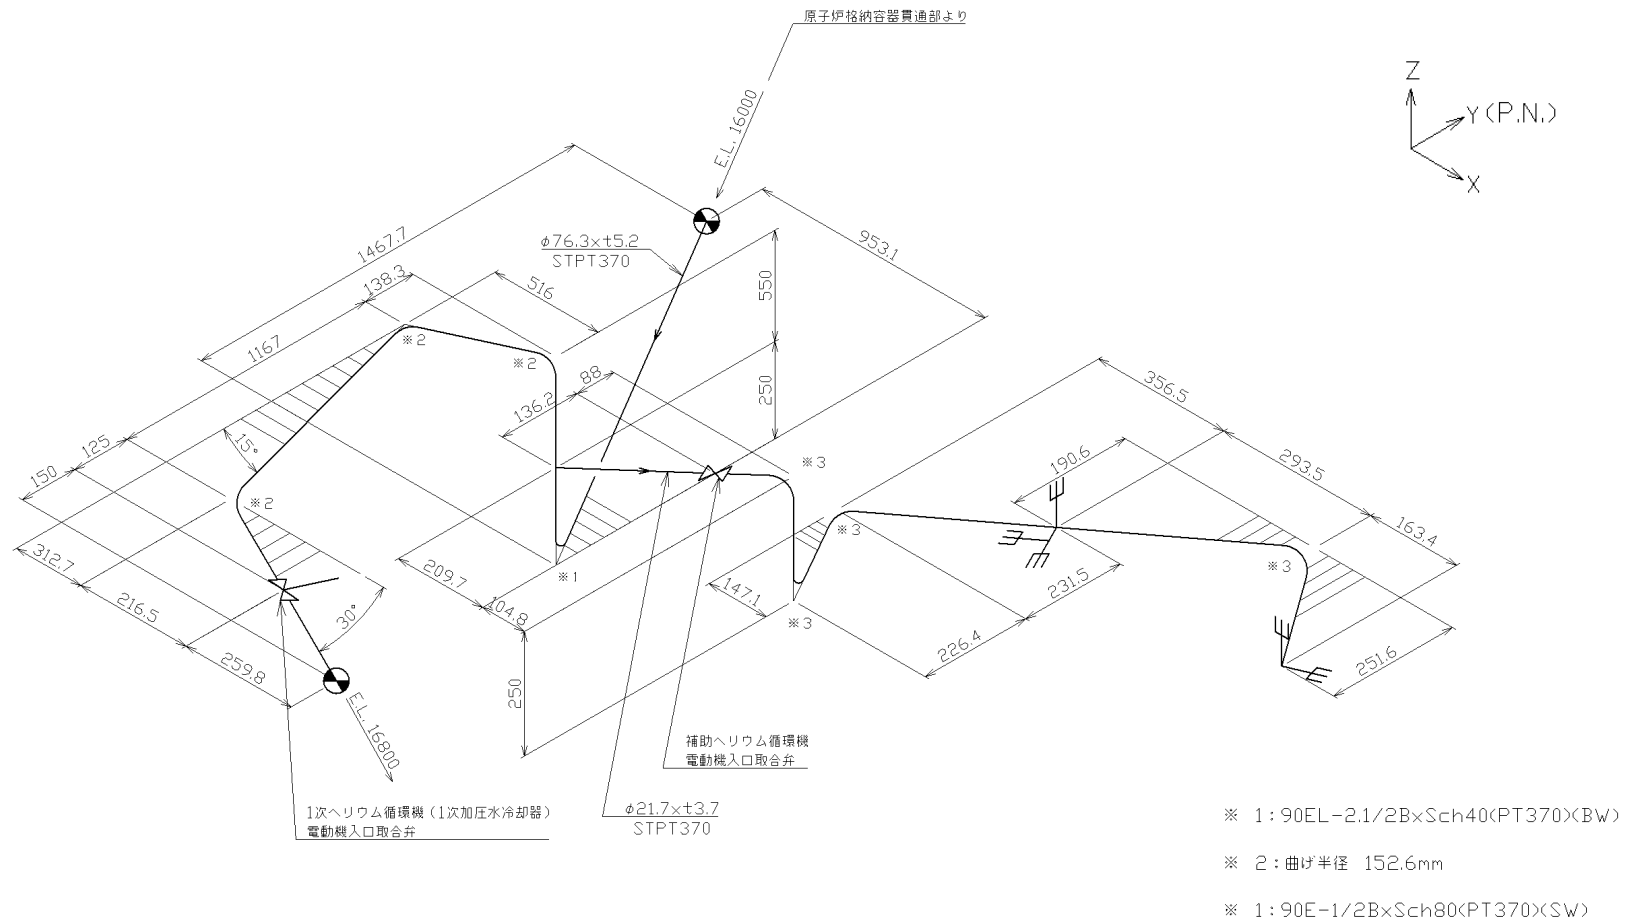 原子炉格納容器貫通部より
E.L. 16000
Z
Y(P.N.)
X
1467.7
953.1
φ76.3×t5.2
STPT370
138.3
516
550
1167
※2
※2
88
136.2
250
356.5
15°
125
150
※2
※3
190.6
293.5
163.4
312.7
216.5
259.8
30°
209.7
104.8
※1
147.1
※3
※3
※3
231.5
226.4
251.6
250
E.L. 16800
補助ヘリウム循環機
電動機入口取合弁
φ21.7×t3.7
STPT370
1次ヘリウム循環機(1次加圧水冷却器)
電動機入口取合弁
※ 1:90EL-2.1/2B×Sch40(PT370)(BW)
※ 2:曲げ半径 152.6mm
※ 1:90E-1/2B×Sch80(PT370)(SW)